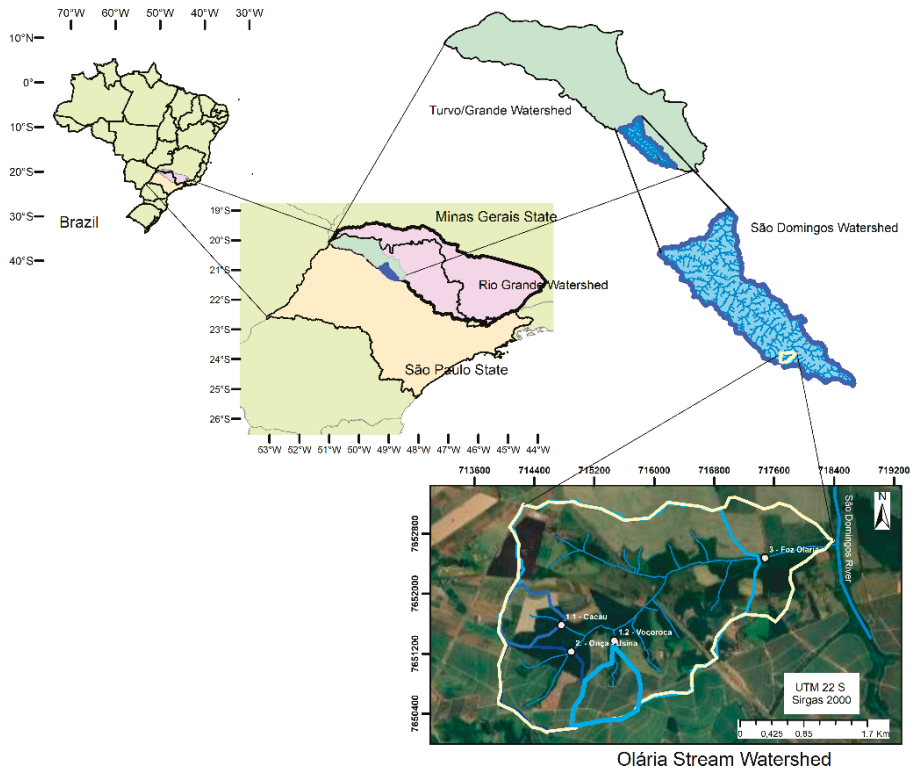 70°W 60°W 50°W 40°W 30°W
10°N
0°
10°S
20°S
30°S
40°S
Brazil
Turvo/Grande Watershed
São Domingos Watershed
19°S
20°S
21°S
22°S
23°S
24°S
25°S
26°S
Minas Gerais State
Rio Grande Watershed
São Paulo State
53°W 52°W 51°W 50°W 49°W 48°W 47°W 46°W 45°W 44°W
713600 714400 715200 716000 716800 717600 718400 719200
7652800
7652000
7651200
7650400
São Domingos River
N
3 - Foz Olaria
1.1 - Cacáu
1.2 - Voçoroca
2. - Onça Usina
UTM 22 S
Sirgas 2000
0 0,425 0.85 1.7 Km
Olária Stream Watershed